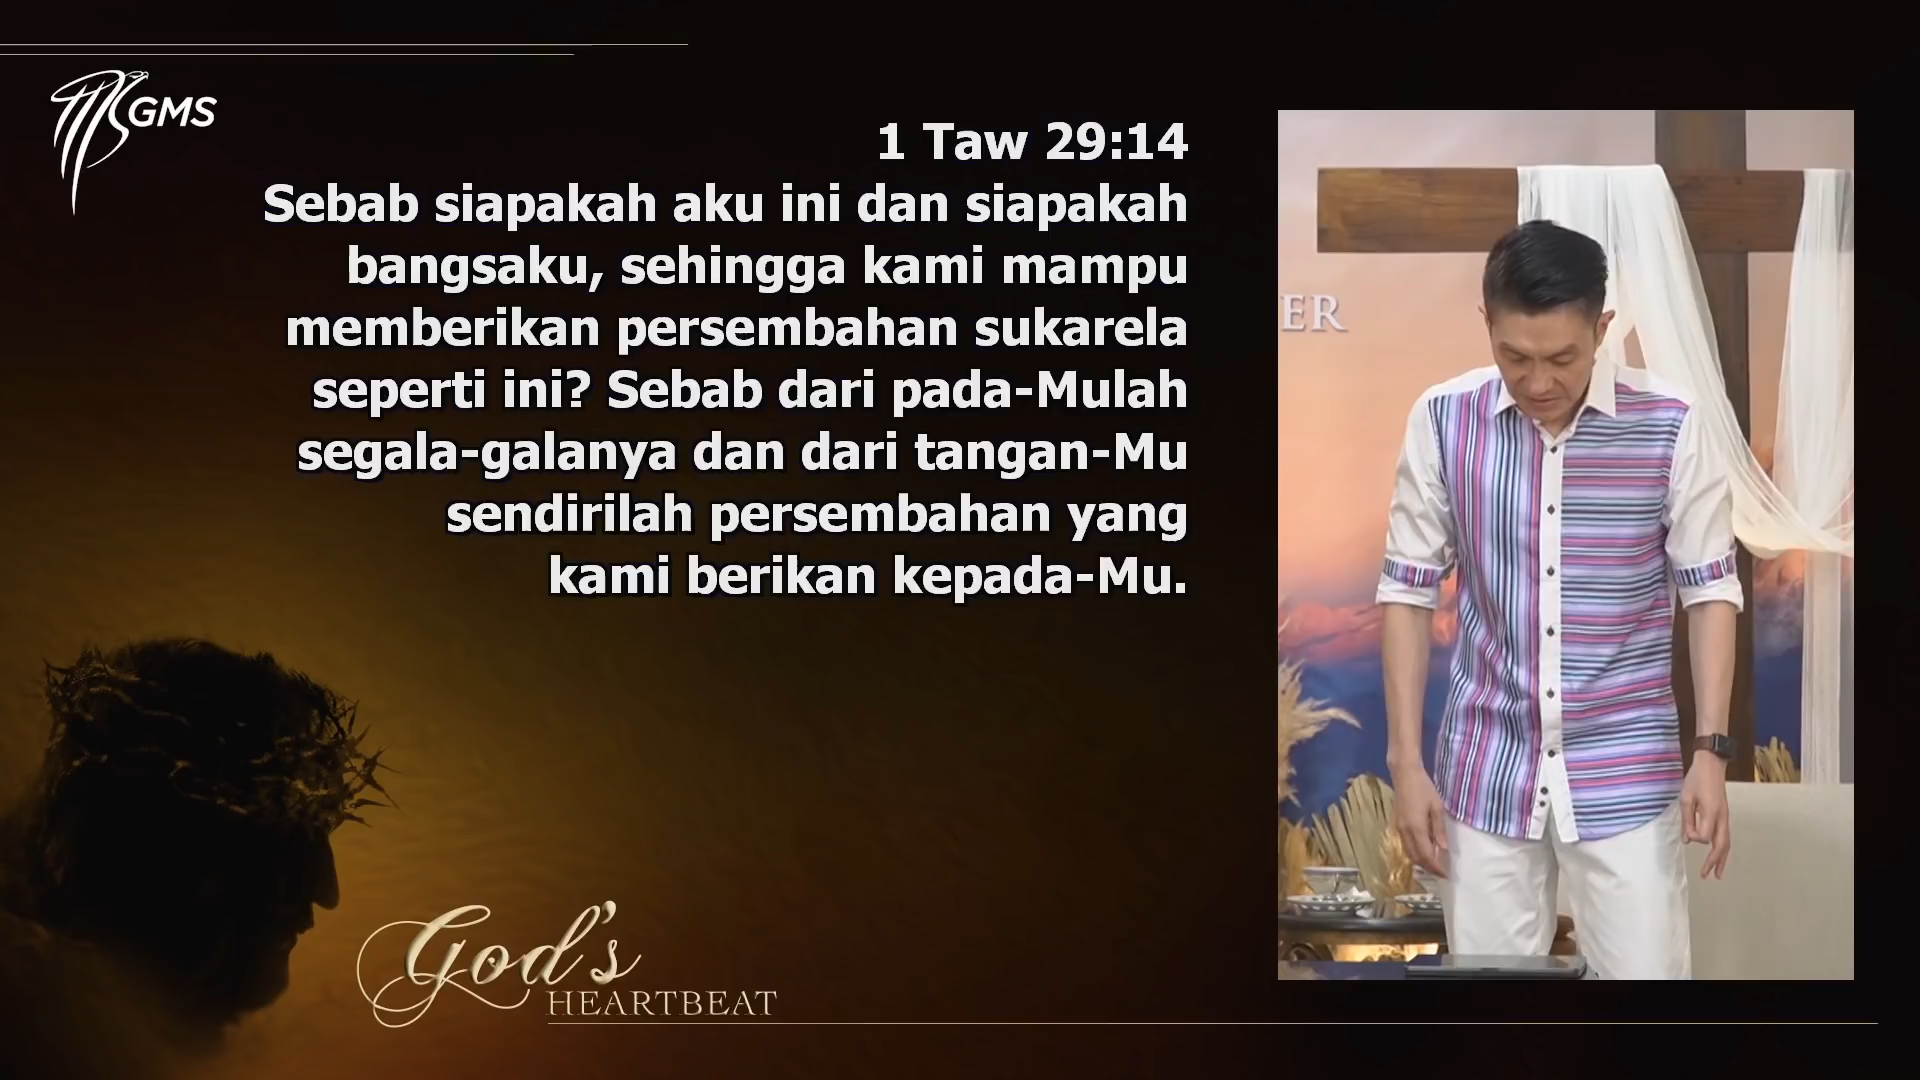 GMS
1 Taw 29:14
Sebab siapakah aku ini dan siapakah
bangsaku, sehingga kami mampu
memberikan persembahan sukarela
seperti ini? Sebab dari pada-Mulah
segala-galanya dan dari tangan-Mu
sendirilah persembahan yang
kami berikan kepada-Mu.
ER
God's
HEARTBEAT